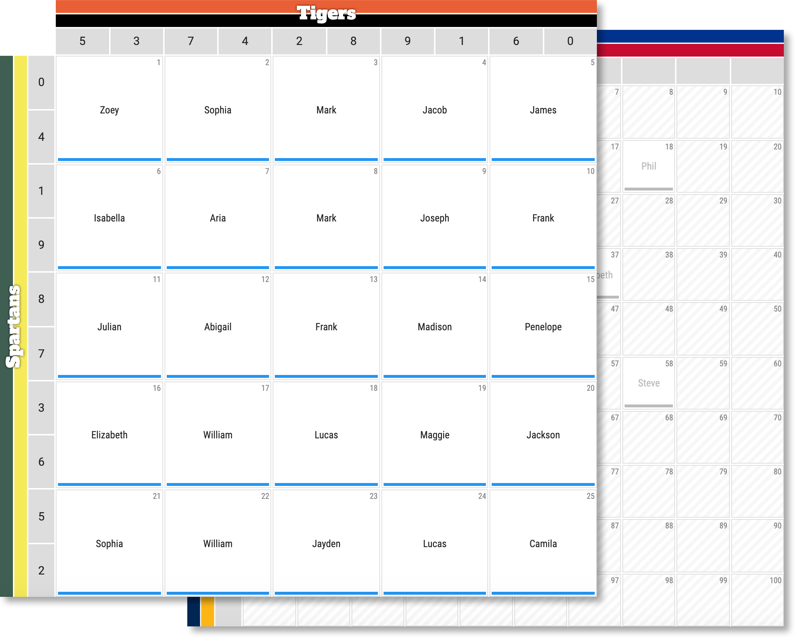 Tigers
5 3 7 4 2 8 9 1 6 0
Spartans
0
4
1
9
8
7
3
6
5
2
1 2 3 4 5
Zoey Sophia Mark Jacob James
6 7 8 9 10
Isabella Aria Mark Joseph Frank
11 12 13 14 15
Julian Abigail Frank Madison Penelope
16 17 18 19 20
Elizabeth William Lucas Maggie Jackson
21 22 23 24 25
Sophia William Jayden Lucas Camila
7 8 9 10
17 18 19 20
Phil
27 28 29 30
37 38 39 40
beth
47 48 49 50
57 58 59 60
Steve
67 68 69 70
77 78 79 80
87 88 89 90
97 98 99 100